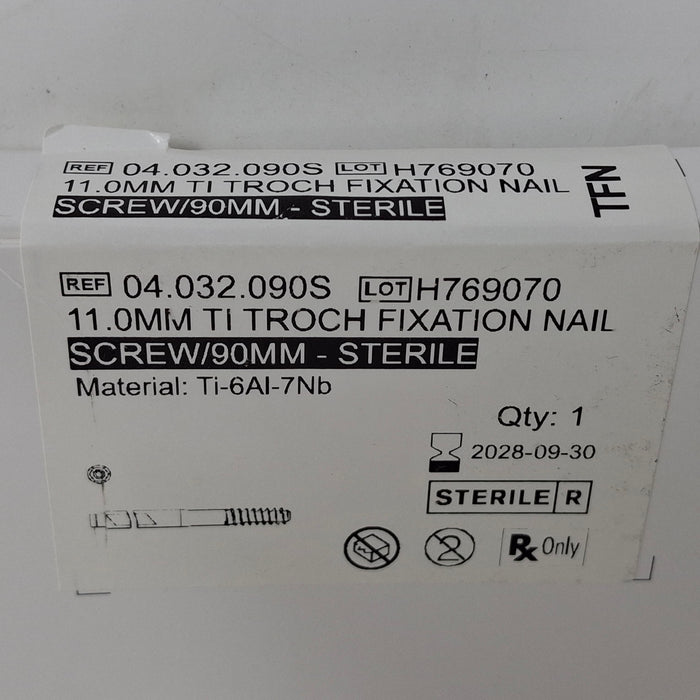 REF 04.032.090S LOT H769070
11.0MM TI TROCH FIXATION NAIL
SCREW/90MM - STERILE
TFN
REF 04.032.090S LOT H769070
11.0MM TI TROCH FIXATION NAIL
SCREW/90MM - STERILE
Material: Ti-6Al-7Nb
Qty: 1
2028-09-30
STERILE R
2
Rx Only